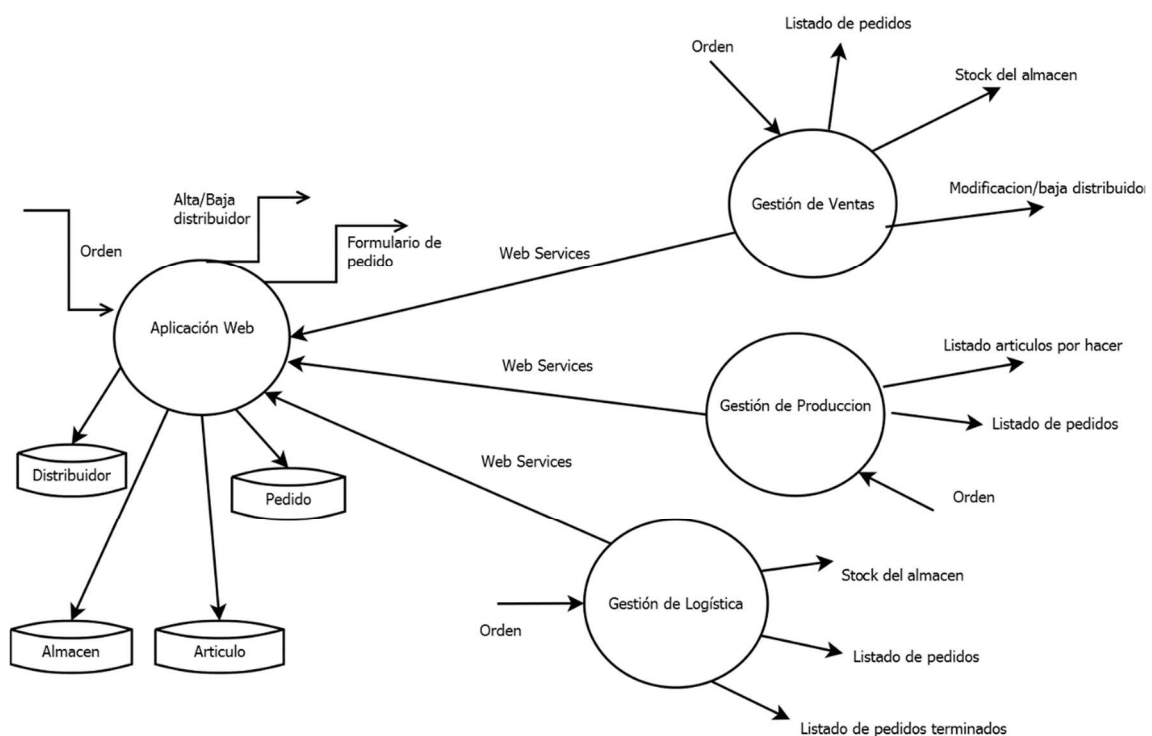 Listado de pedidos
Orden
Stock del almacen
Alta/Baja
distribuidor
Modificacion/baja distribuidor
Gestión de Ventas
Formulario de
pedido
Orden
Web Services
Aplicación Web
Listado articulos por hacer
Web Services
Gestión de Produccion
Listado de pedidos
Web Services
Distribuidor
Pedido
Orden
Stock del almacen
Gestión de Logística
Orden
Almacen
Articulo
Listado de pedidos
Listado de pedidos terminados